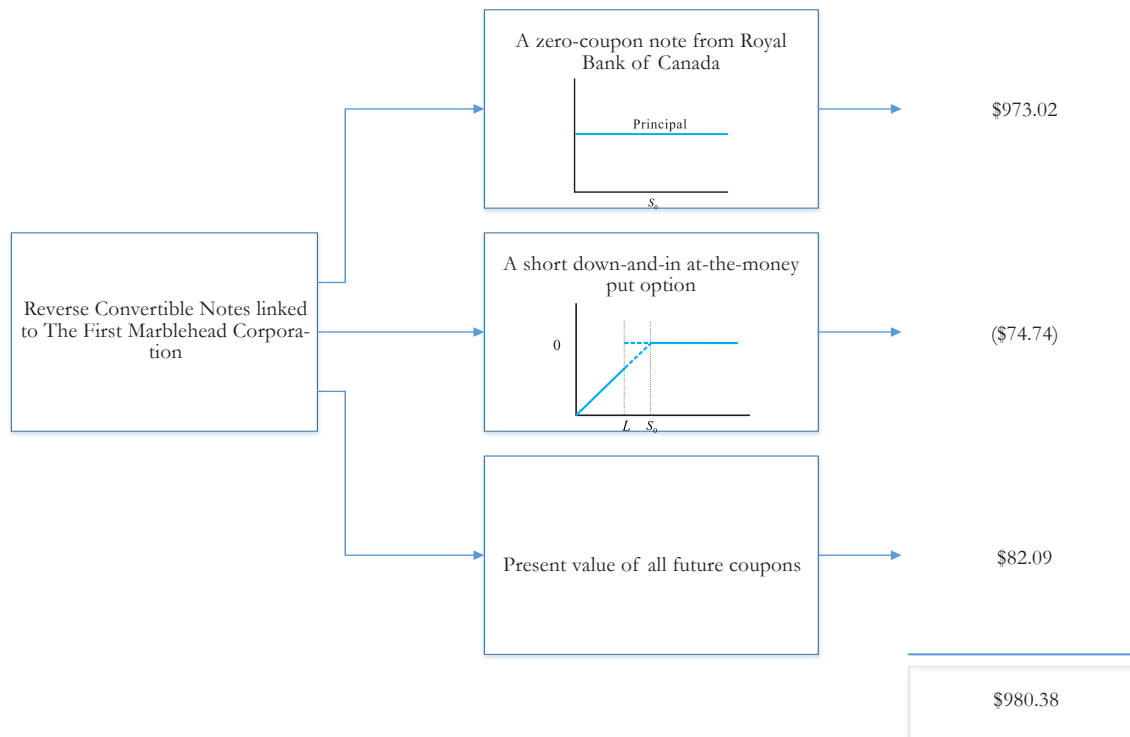 A zero-coupon note from Royal
Bank of Canada
Principal
S₀
$973.02
Reverse Convertible Notes linked
to The First Marblehead Corpora-
tion
A short down-and-in at-the-money
put option
0
L S₀
($74.74)
Present value of all future coupons
$82.09
$980.38